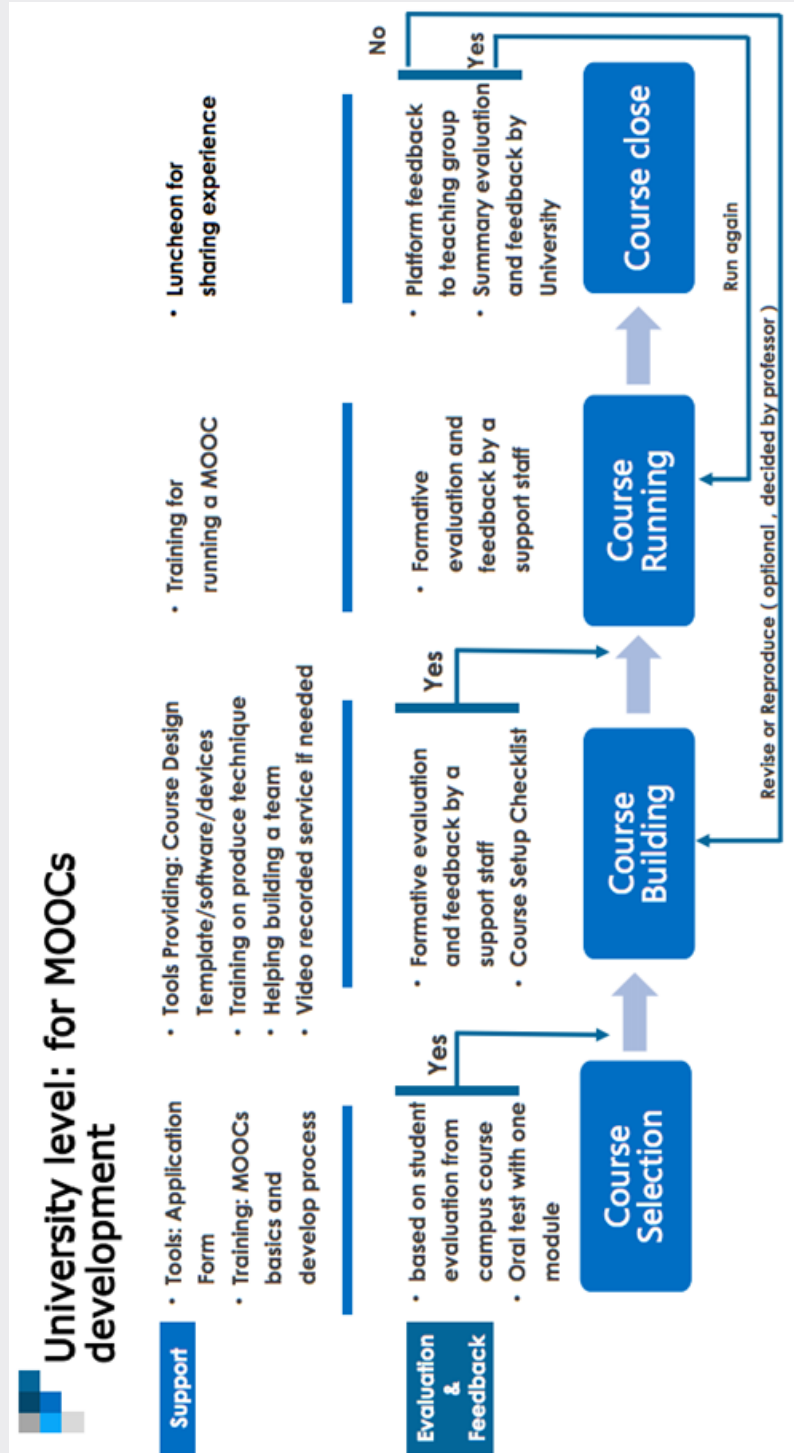 University level: for MOOCs
development
Support
• Tools: Application
Form
• Training: MOOCs
basics and
develop process
• Tools Providing: Course Design
Template/software/devices
• Training on produce technique
• Helping building a team
• Video recorded service if needed
• Training for
running a MOOC
• Luncheon for
sharing experience
Evaluation
&
Feedback
• based on student
evaluation from
campus course
• Oral test with one
module
Yes
• Formative evaluation
and feedback by a
support staff
• Course Setup Checklist
Yes
• Formative
evaluation and
feedback by a
support staff
• Platform feedback
to teaching group
• Summary evaluation
and feedback by
University
No
Yes
Course
Selection
Course
Building
Course
Running
Course close
Run again
Revise or Reproduce ( optional , decided by professor )